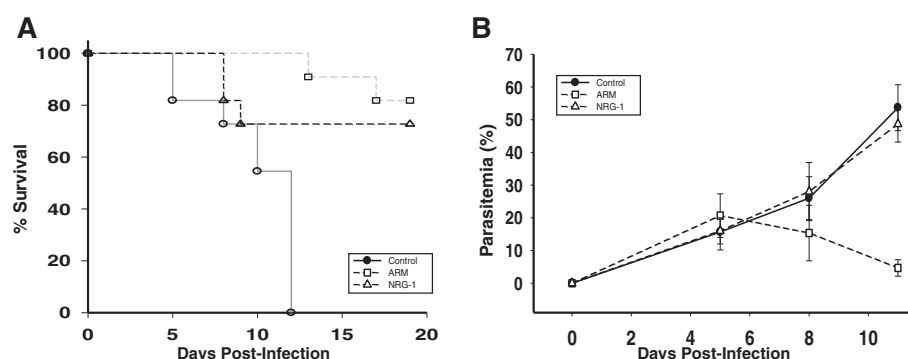 A
% Survival
100
80
60
40
20
0
0 5 10 15 20
Days Post-Infection
Control
ARM
NRG-1
B
Parasitemia (%)
70
60
50
40
30
20
10
0
0 2 4 6 8 10
Days Post-Infection
Control
ARM
NRG-1